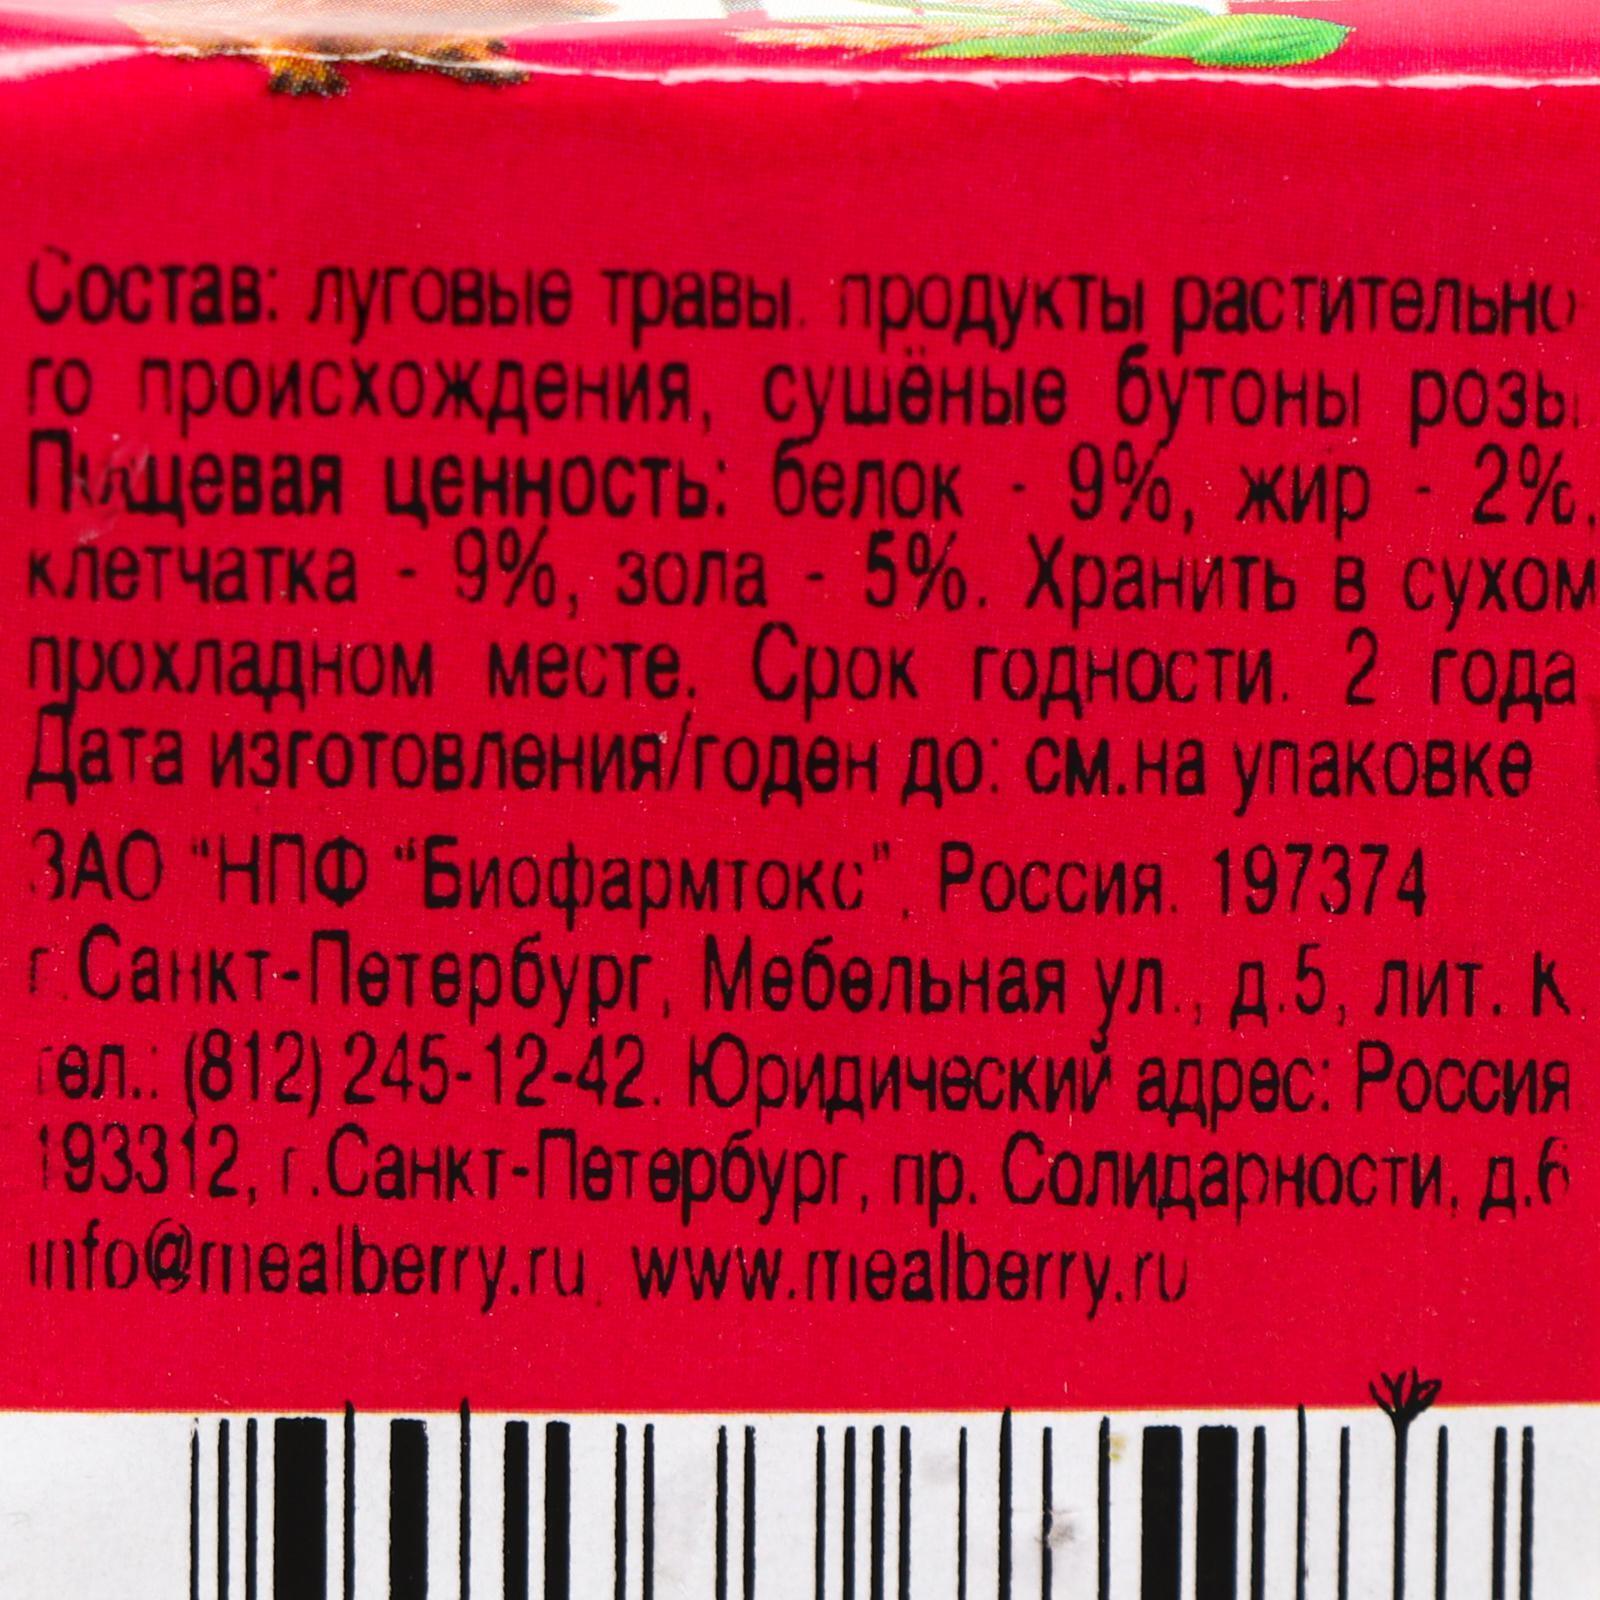 Состав: луговые травы. продукты растительно
го происхождения, сушёные бутоны розы
Пищевая ценность: белок - 9%, жир - 2%,
клетчатка - 9%, зола - 5%. Хранить в сухом
прохладном месте. Срок годности. 2 года
Дата изготовления/годен до: см.на упаковке
ЗАО "НПФ "Биофармтокс". Россия. 197374
г.Санкт-Петербург, Мебельная ул., д.5, лит. К.
тел.: (812) 245-12-42. Юридический адрес: Россия
193312, г.Санкт-Петербург, пр. Солидарности, д.6
info@mealberry.ru, www.mealberry.ru